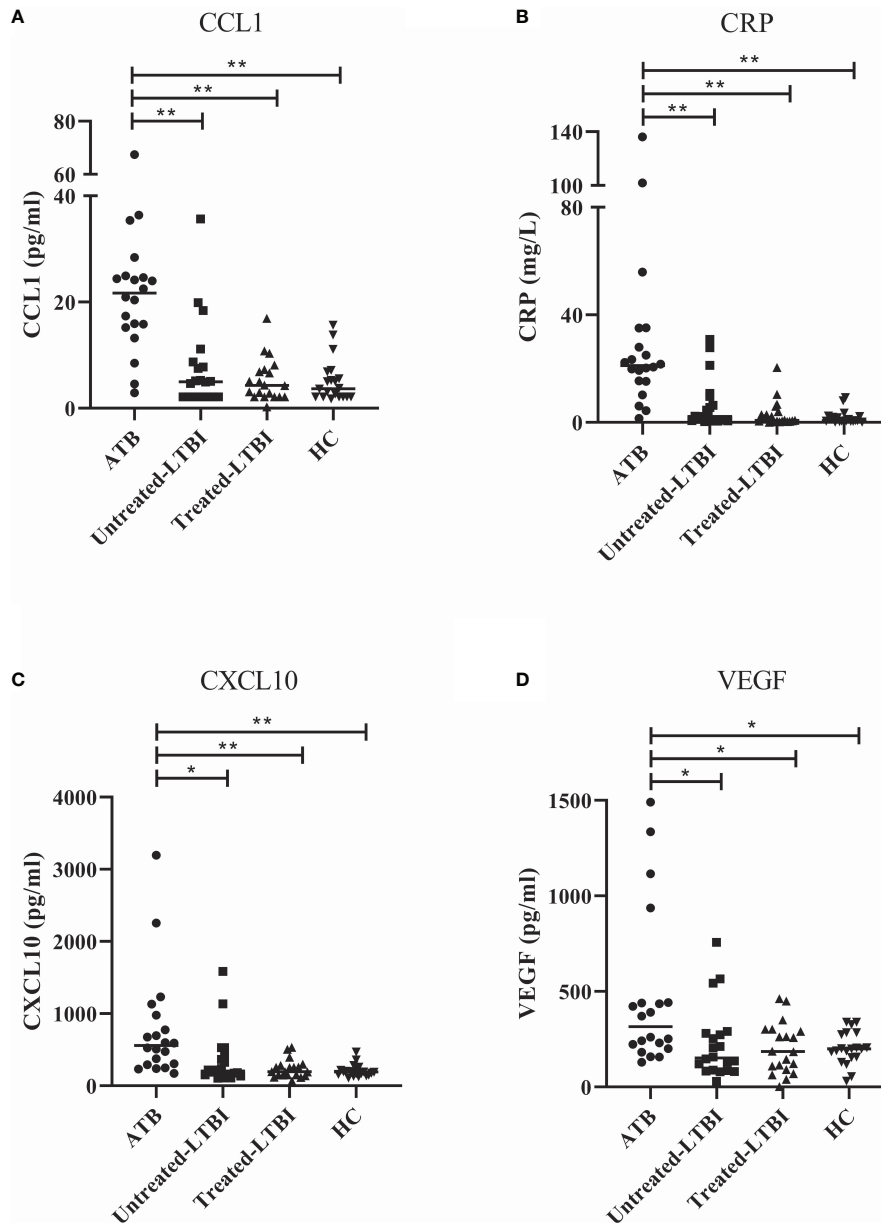 A
CCL1
**
**
**
80
60
40
20
0
CCL1 (pg/ml)
ATB
Untreated-LTBI
Treated-LTBI
HC
B
CRP
**
**
**
140
100
80
40
0
CRP (mg/L)
ATB
Untreated-LTBI
Treated-LTBI
HC
C
CXCL10
**
**
*
4000
3000
2000
1000
0
CXCL10 (pg/ml)
ATB
Untreated-LTBI
Treated-LTBI
HC
D
VEGF
*
*
*
1500
1000
500
0
VEGF (pg/ml)
ATB
Untreated-LTBI
Treated-LTBI
HC